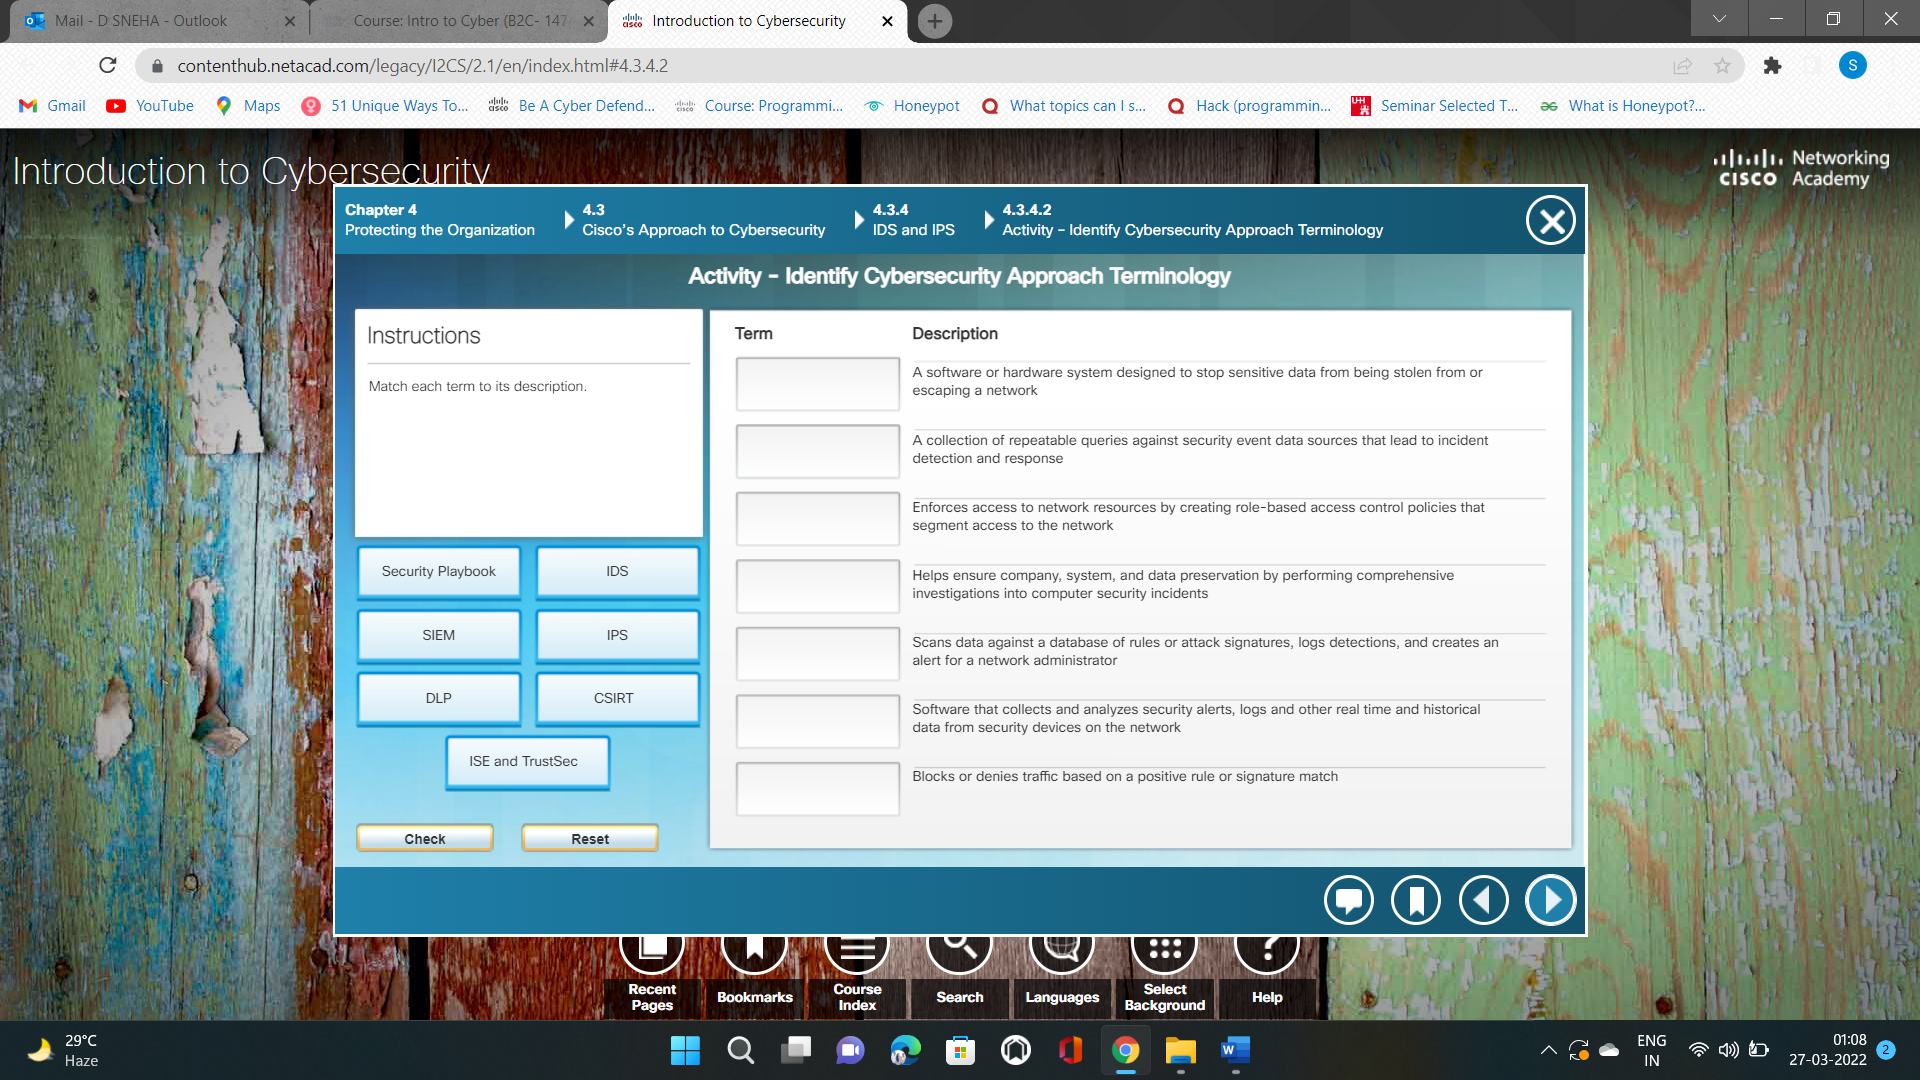 Mail - D SNEHA - Outlook
Course: Intro to Cyber (B2C- 147
Introduction to Cybersecurity
contenthub.netacad.com/legacy/I2CS/2.1/en/index.html#4.3.4.2
S
Gmail
YouTube
Maps
51 Unique Ways To...
Be A Cyber Defend...
Course: Programmi...
Honeypot
What topics can I s...
Hack (programmin...
Seminar Selected T...
What is Honeypot?...
Introduction to Cybersecurity
CISCO
Networking
Academy
Chapter 4
Protecting the Organization
4.3
Cisco's Approach to Cybersecurity
4.3.4
IDS and IPS
4.3.4.2
Activity - Identify Cybersecurity Approach Terminology
Activity - Identify Cybersecurity Approach Terminology
Instructions
Match each term to its description.
Security Playbook
IDS
SIEM
IPS
DLP
CSIRT
ISE and TrustSec
Check
Reset
Term
Description
A software or hardware system designed to stop sensitive data from being stolen from or
escaping a network
A collection of repeatable queries against security event data sources that lead to incident
detection and response
Enforces access to network resources by creating role-based access control policies that
segment access to the network
Helps ensure company, system, and data preservation by performing comprehensive
investigations into computer security incidents
Scans data against a database of rules or attack signatures, logs detections, and creates an
alert for a network administrator
Software that collects and analyzes security alerts, logs and other real time and historical
data from security devices on the network
Blocks or denies traffic based on a positive rule or signature match
Recent
Pages
Bookmarks
Course
Index
Search
Languages
Select
Background
Help
29°C
Haze
ENG
IN
01:08
27-03-2022
2